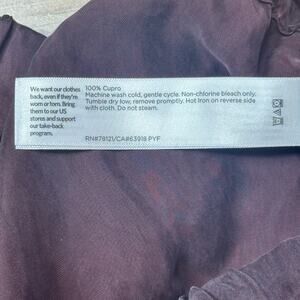 We want our clothes
back, even if they're
worn or torn. Bring
them to our US
stores and support
our take-back
program.
100% Cupro
Machine wash cold, gentle cycle. Non-chlorine bleach only.
Tumble dry low, remove promptly. Hot Iron on reverse side
with cloth. Do not steam.
RN#79121/CA#63918 PYF